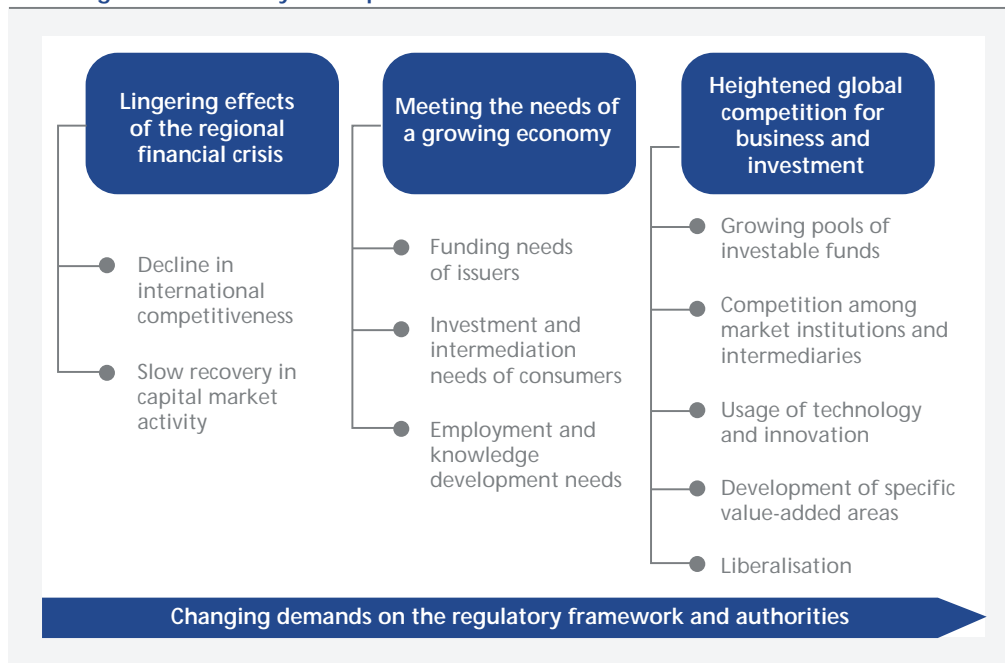 Lingering effects
of the regional
financial crisis
Decline in
international
competitiveness
Slow recovery in
capital market
activity
Meeting the needs of
a growing economy
Funding needs
of issuers
Investment and
intermediation
needs of consumers
Employment and
knowledge
development needs
Heightened global
competition for
business and
investment
Growing pools of
investable funds
Competition among
market institutions and
intermediaries
Usage of technology
and innovation
Development of specific
value-added areas
Liberalisation
Changing demands on the regulatory framework and authorities